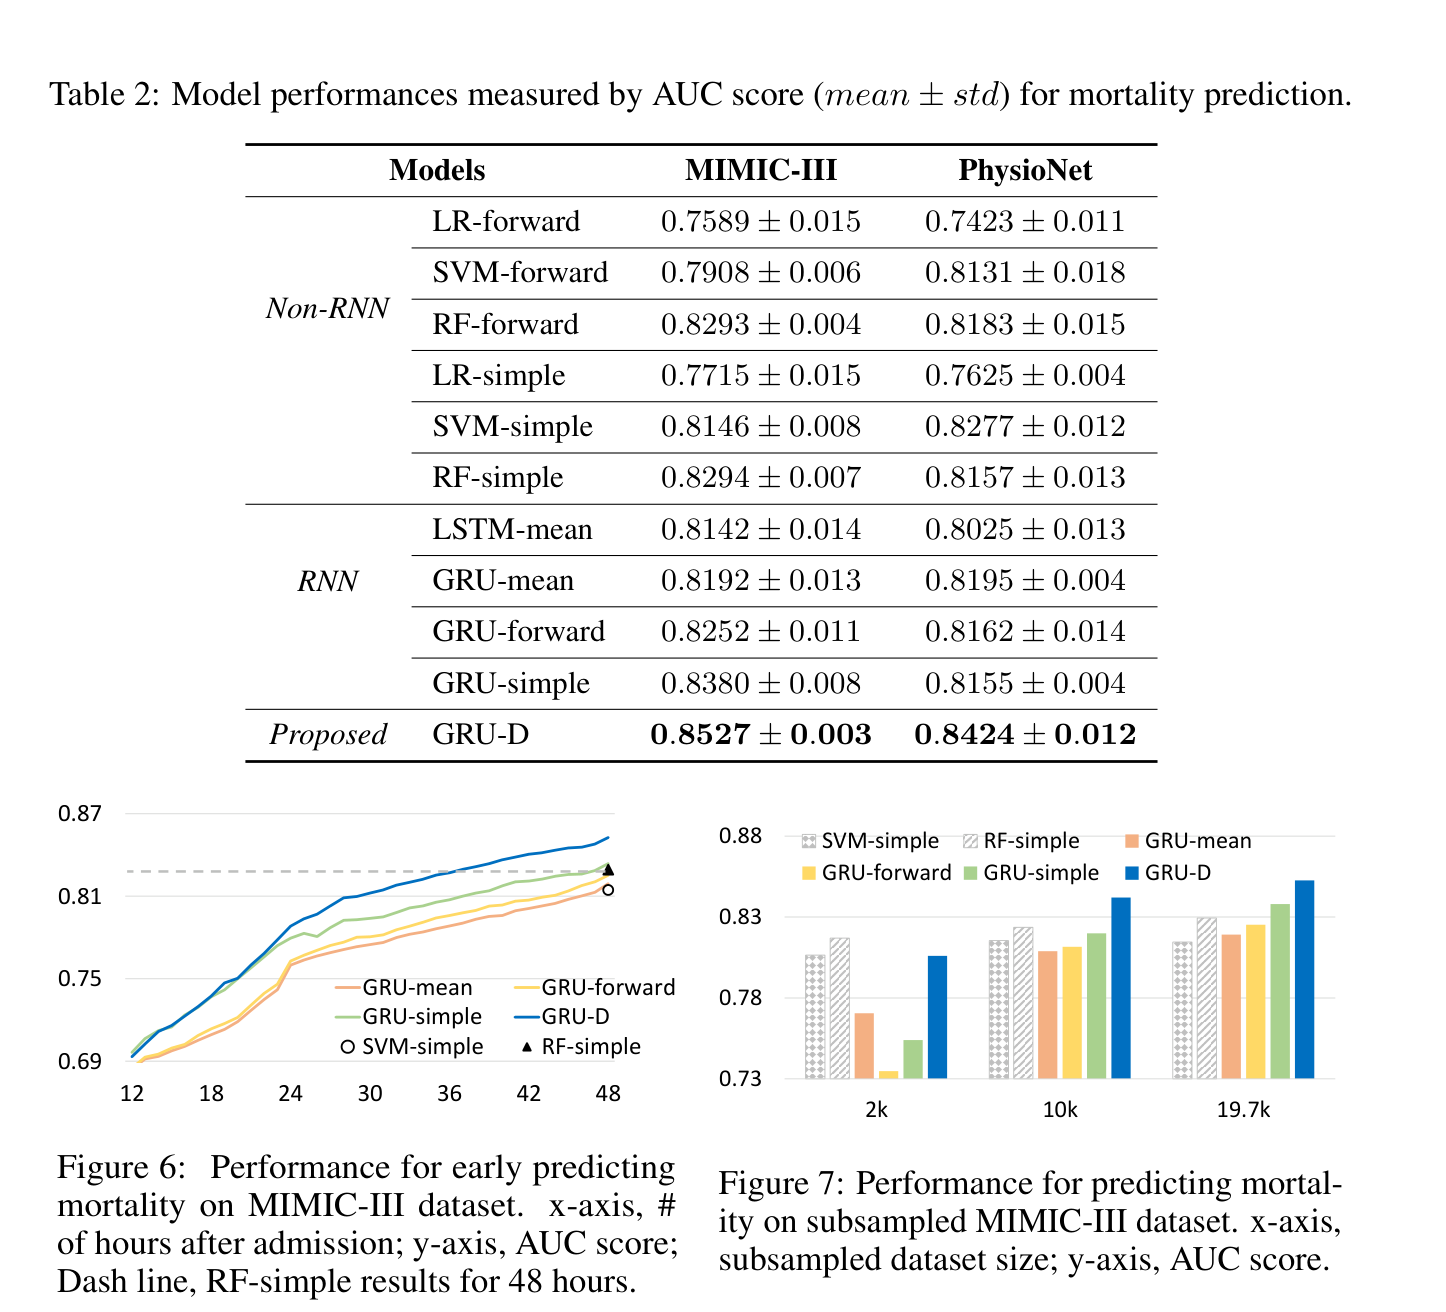 Table 2: Model performances measured by AUC score (mean ± std) for mortality prediction.
Models MIMIC-III PhysioNet
Non-RNN
LR-forward 0.7589 ± 0.015 0.7423 ± 0.011
SVM-forward 0.7908 ± 0.006 0.8131 ± 0.018
RF-forward 0.8293 ± 0.004 0.8183 ± 0.015
LR-simple 0.7715 ± 0.015 0.7625 ± 0.004
SVM-simple 0.8146 ± 0.008 0.8277 ± 0.012
RF-simple 0.8294 ± 0.007 0.8157 ± 0.013
RNN
LSTM-mean 0.8142 ± 0.014 0.8025 ± 0.013
GRU-mean 0.8192 ± 0.013 0.8195 ± 0.004
GRU-forward 0.8252 ± 0.011 0.8162 ± 0.014
GRU-simple 0.8380 ± 0.008 0.8155 ± 0.004
Proposed GRU-D 0.8527 ± 0.003 0.8424 ± 0.012
0.87
0.81
0.75
0.69
GRU-mean GRU-forward
GRU-simple GRU-D
SVM-simple RF-simple
12 18 24 30 36 42 48
Figure 6: Performance for early predicting
mortality on MIMIC-III dataset. x-axis, #
of hours after admission; y-axis, AUC score;
Dash line, RF-simple results for 48 hours.
0.88
0.83
0.78
0.73
SVM-simple RF-simple GRU-mean
GRU-forward GRU-simple GRU-D
2k 10k 19.7k
Figure 7: Performance for predicting mortal-
ity on subsampled MIMIC-III dataset. x-axis,
subsampled dataset size; y-axis, AUC score.